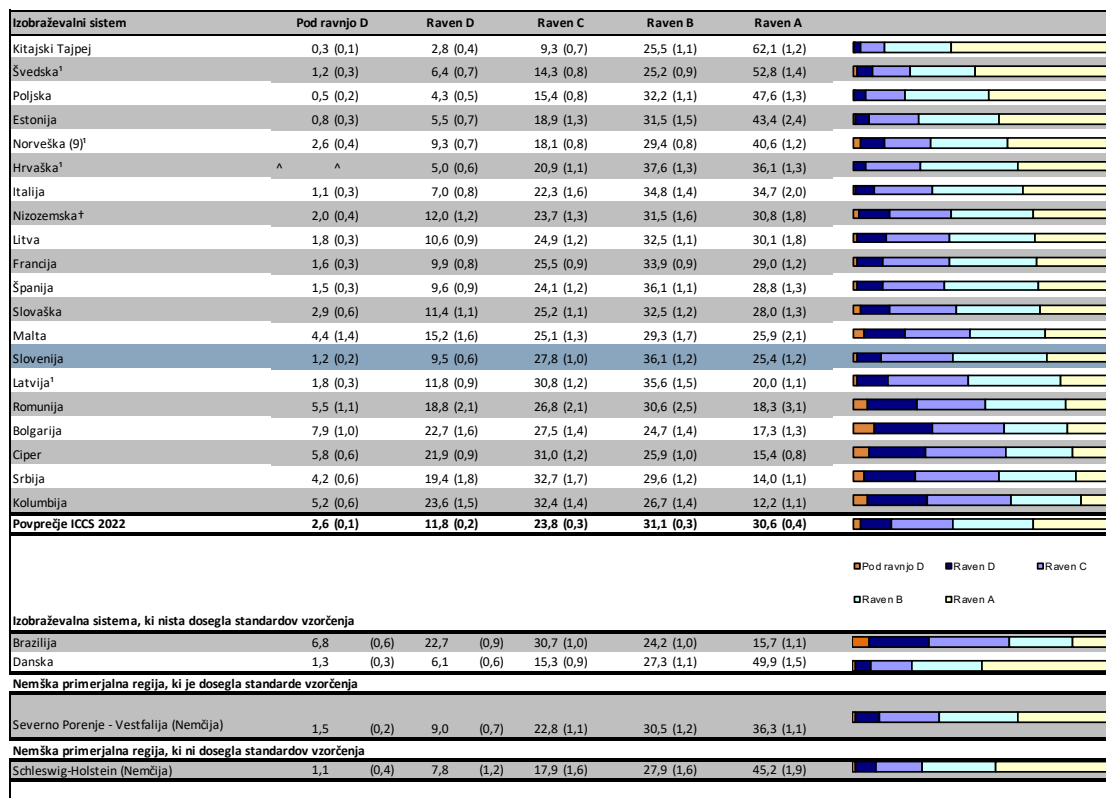 Izobraževalni sistem Pod ravnjo D Raven D Raven C Raven B Raven A
Kitajski Tajpej 0,3 (0,1) 2,8 (0,4) 9,3 (0,7) 25,5 (1,1) 62,1 (1,2)
Švedska¹ 1,2 (0,3) 6,4 (0,7) 14,3 (0,8) 25,2 (0,9) 52,8 (1,4)
Poljska 0,5 (0,2) 4,3 (0,5) 15,4 (0,8) 32,2 (1,1) 47,6 (1,3)
Estonija 0,8 (0,3) 5,5 (0,7) 18,9 (1,3) 31,5 (1,5) 43,4 (2,4)
Norveška (9)¹ 2,6 (0,4) 9,3 (0,7) 18,1 (0,8) 29,4 (0,8) 40,6 (1,2)
Hrvaška¹ ^ ^ 5,0 (0,6) 20,9 (1,1) 37,6 (1,3) 36,1 (1,3)
Italija 1,1 (0,3) 7,0 (0,8) 22,3 (1,6) 34,8 (1,4) 34,7 (2,0)
Nizozemska† 2,0 (0,4) 12,0 (1,2) 23,7 (1,3) 31,5 (1,6) 30,8 (1,8)
Litva 1,8 (0,3) 10,6 (0,9) 24,9 (1,2) 32,5 (1,1) 30,1 (1,8)
Francija 1,6 (0,3) 9,9 (0,8) 25,5 (0,9) 33,9 (0,9) 29,0 (1,2)
Španija 1,5 (0,3) 9,6 (0,9) 24,1 (1,2) 36,1 (1,1) 28,8 (1,3)
Slovaška 2,9 (0,6) 11,4 (1,1) 25,2 (1,1) 32,5 (1,2) 28,0 (1,3)
Malta 4,4 (1,4) 15,2 (1,6) 25,1 (1,3) 29,3 (1,7) 25,9 (2,1)
Slovenija 1,2 (0,2) 9,5 (0,6) 27,8 (1,0) 36,1 (1,2) 25,4 (1,2)
Latvija¹ 1,8 (0,3) 11,8 (0,9) 30,8 (1,2) 35,6 (1,5) 20,0 (1,1)
Romunija 5,5 (1,1) 18,8 (2,1) 26,8 (2,1) 30,6 (2,5) 18,3 (3,1)
Bolgarija 7,9 (1,0) 22,7 (1,6) 27,5 (1,4) 24,7 (1,4) 17,3 (1,3)
Ciper 5,8 (0,6) 21,9 (0,9) 31,0 (1,2) 25,9 (1,0) 15,4 (0,8)
Srbija 4,2 (0,6) 19,4 (1,8) 32,7 (1,7) 29,6 (1,2) 14,0 (1,1)
Kolumbija 5,2 (0,6) 23,6 (1,5) 32,4 (1,4) 26,7 (1,4) 12,2 (1,1)
Povprečje ICCS 2022 2,6 (0,1) 11,8 (0,2) 23,8 (0,3) 31,1 (0,3) 30,6 (0,4)
Pod ravnjo D Raven D Raven C
Raven B Raven A
Izobraževalna sistema, ki nista dosegla standardov vzorčenja
Brazilija 6,8 (0,6) 22,7 (0,9) 30,7 (1,0) 24,2 (1,0) 15,7 (1,1)
Danska 1,3 (0,3) 6,1 (0,6) 15,3 (0,9) 27,3 (1,1) 49,9 (1,5)
Nemška primerjalna regija, ki je dosegla standarde vzorčenja
Severno Porenje - Vestfalija (Nemčija) 1,5 (0,2) 9,0 (0,7) 22,8 (1,1) 30,5 (1,2) 36,3 (1,1)
Nemška primerjalna regija, ki ni dosegla standardov vzorčenja
Schleswig-Holstein (Nemčija) 1,1 (0,4) 7,8 (1,2) 17,9 (1,6) 27,9 (1,6) 45,2 (1,9)